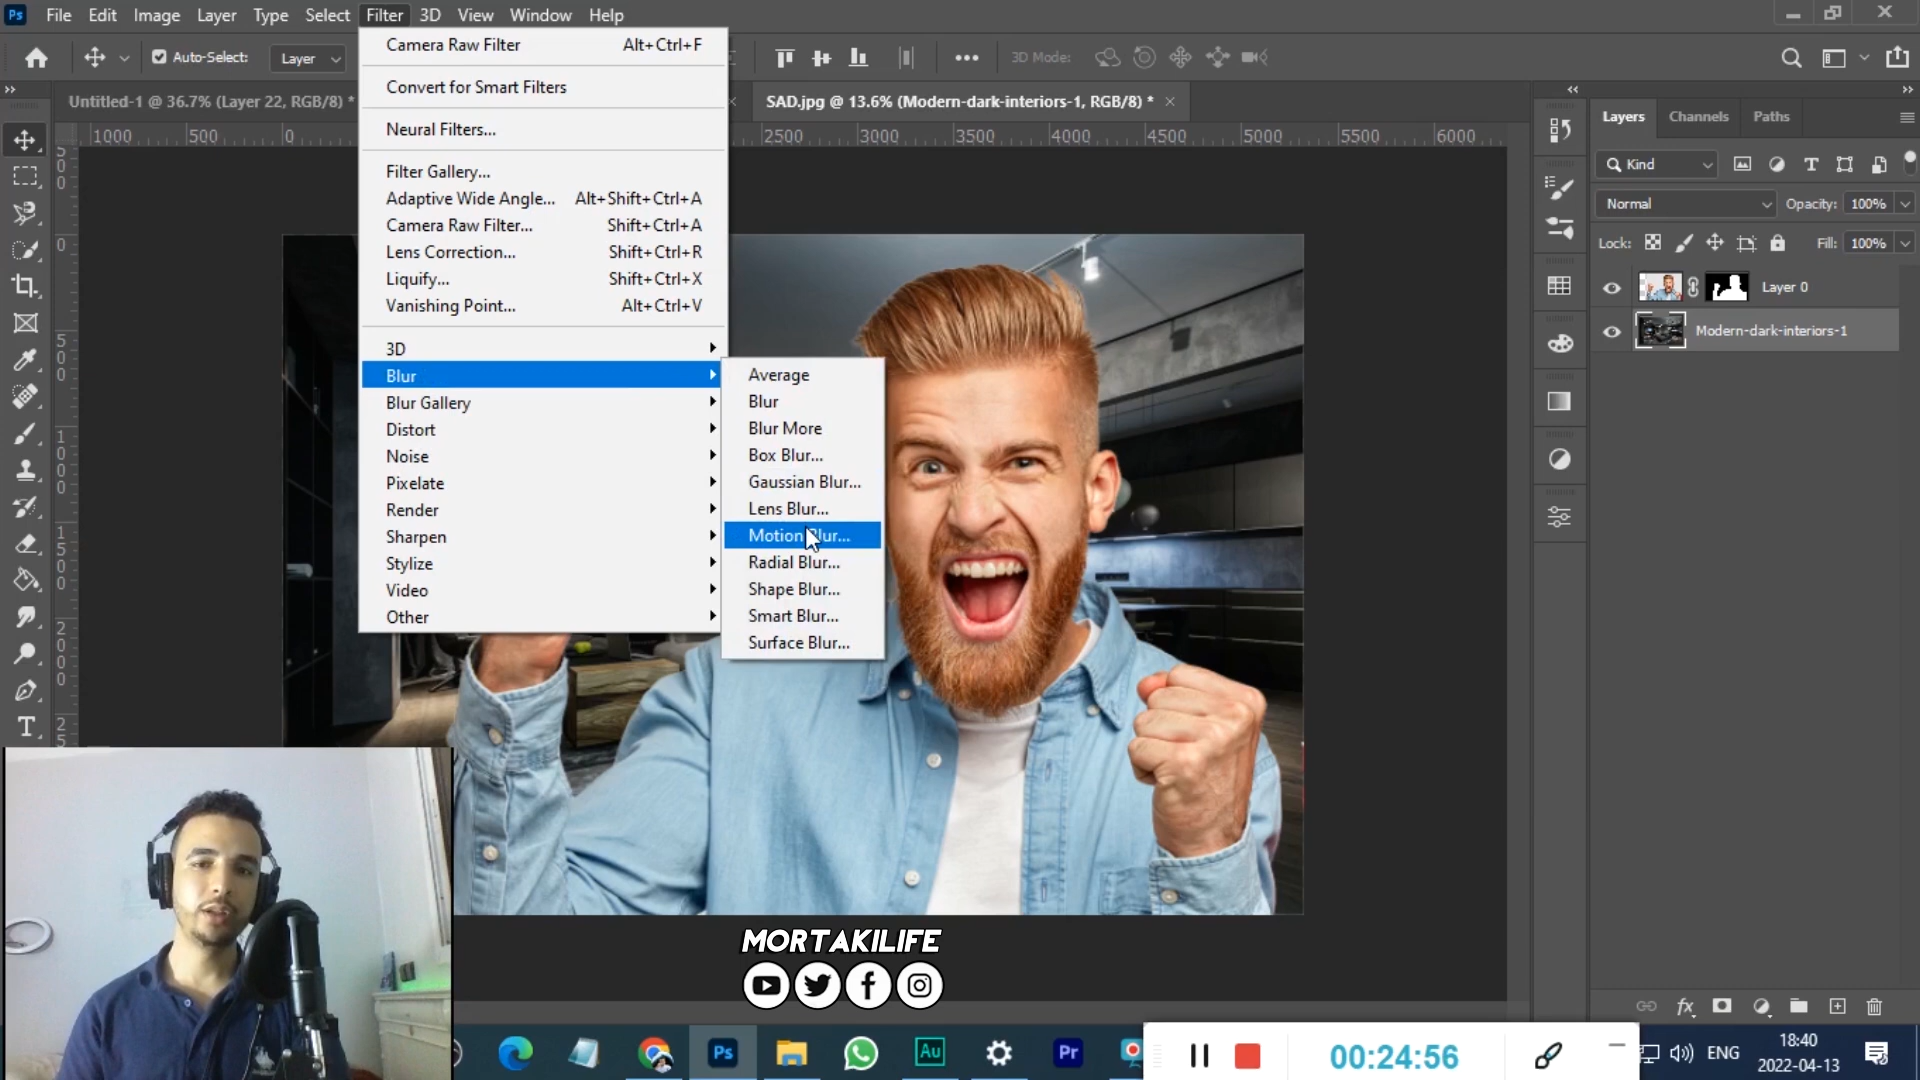 Ps File Edit Image Layer Type Select Filter 3D View Window Help
Auto-Select: Layer
3D Mode:
Untitled-1 @ 36.7% (Layer 22, RGB/8) *
SAD.jpg @ 13.6% (Modern-dark-interiors-1, RGB/8) *
1000 500 0 2500 3000 3500 4000 4500 5000 5500 6000
Camera Raw Filter Alt+Ctrl+F
Convert for Smart Filters
Neural Filters...
Filter Gallery...
Adaptive Wide Angle... Alt+Shift+Ctrl+A
Camera Raw Filter... Shift+Ctrl+A
Lens Correction... Shift+Ctrl+R
Liquify... Shift+Ctrl+X
Vanishing Point... Alt+Ctrl+V
3D
Blur
Blur Gallery
Distort
Noise
Pixelate
Render
Sharpen
Stylize
Video
Other
Average
Blur
Blur More
Box Blur...
Gaussian Blur...
Lens Blur...
Motion Blur...
Radial Blur...
Shape Blur...
Smart Blur...
Surface Blur...
Layers Channels Paths
Kind
Normal Opacity: 100%
Lock: Fill: 100%
Layer 0
Modern-dark-interiors-1
fx
MORTAKILIFE
Ps
Au
Pr
00:24:56
ENG
18:40
2022-04-13